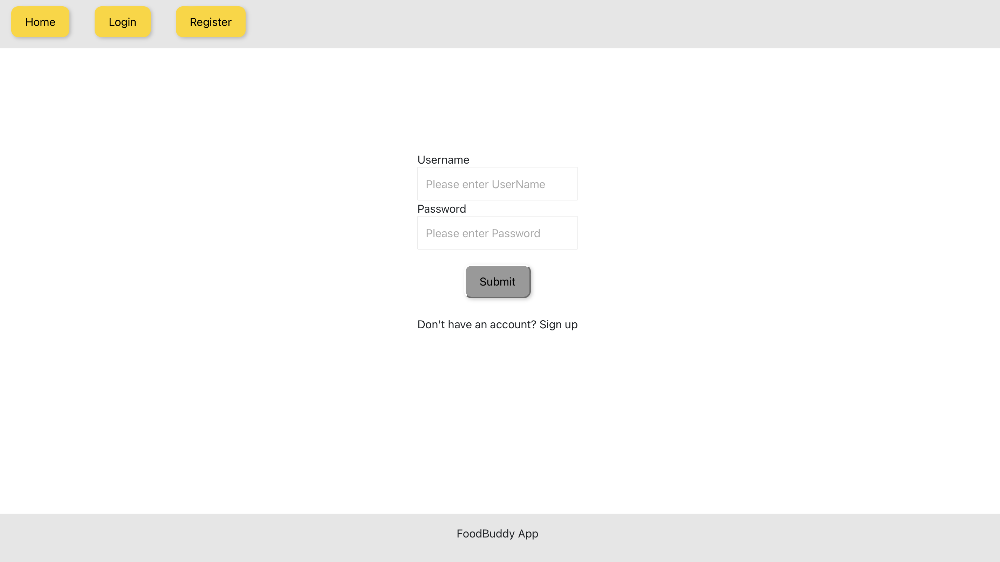 Home Login Register
Username
Please enter UserName
Password
Please enter Password
Submit
Don't have an account? Sign up
FoodBuddy App